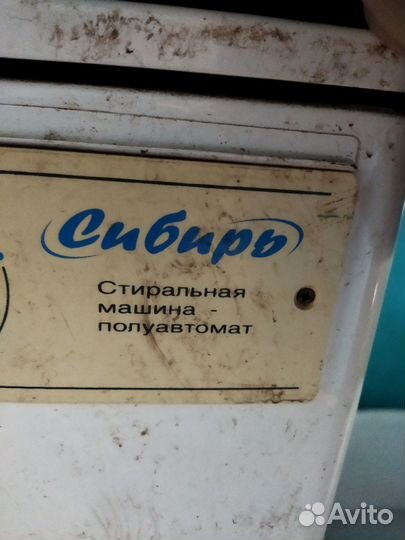 Сибирь
Стиральная
машина -
полуавтомат
Avito